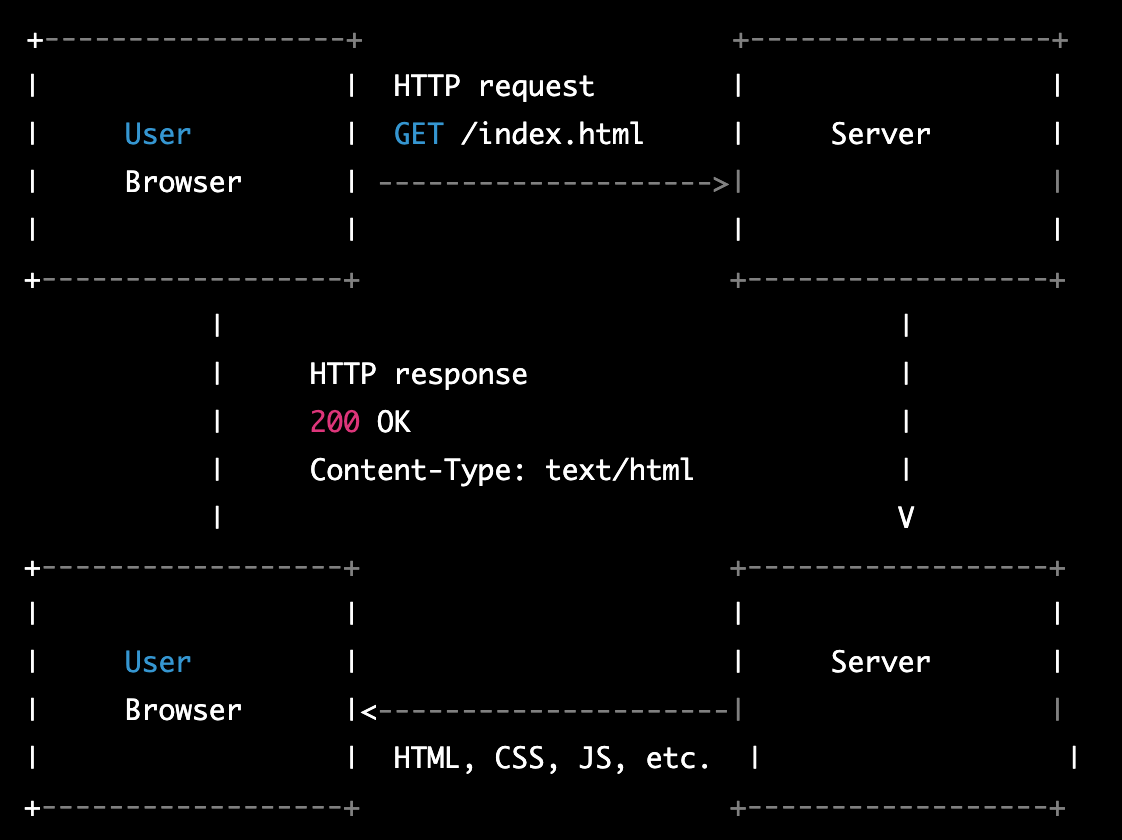 +------------------+                      +------------------+
|                  |  HTTP request        |                  |
|     User         |  GET /index.html     |     Server       |
|     Browser      | -------------------->|                  |
|                  |                      |                  |
+------------------+                      +------------------+
           |                                        |
           |     HTTP response                      |
           |     200 OK                             |
           |     Content-Type: text/html            |
           |                                        V
+------------------+                      +------------------+
|                  |                      |                  |
|     User         |                      |     Server       |
|     Browser      |<---------------------|                  |
|                  |  HTML, CSS, JS, etc.  |                  |
+------------------+                      +------------------+